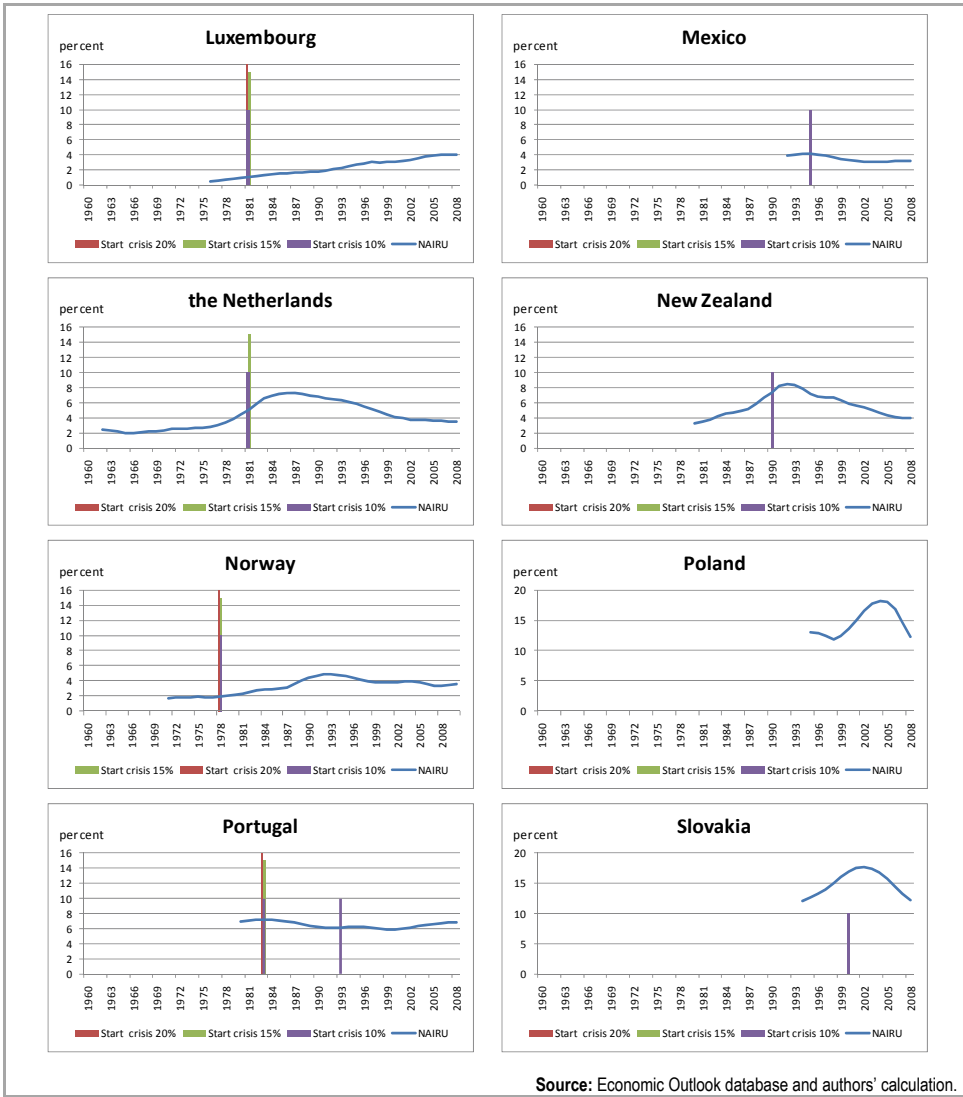 Luxembourg
percent
16
14
12
10
8
6
4
2
0
1960 1963 1966 1969 1972 1975 1978 1981 1984 1987 1990 1993 1996 1999 2002 2005 2008
Start crisis 20% Start crisis 15% Start crisis 10% NAIRU
Mexico
percent
16
14
12
10
8
6
4
2
0
1960 1963 1966 1969 1972 1975 1978 1981 1984 1987 1990 1993 1996 1999 2002 2005 2008
Start crisis 20% Start crisis 15% Start crisis 10% NAIRU
the Netherlands
percent
16
14
12
10
8
6
4
2
0
1960 1963 1966 1969 1972 1975 1978 1981 1984 1987 1990 1993 1996 1999 2002 2005 2008
Start crisis 20% Start crisis 15% Start crisis 10% NAIRU
New Zealand
percent
16
14
12
10
8
6
4
2
0
1960 1963 1966 1969 1972 1975 1978 1981 1984 1987 1990 1993 1996 1999 2002 2005 2008
Start crisis 20% Start crisis 15% Start crisis 10% NAIRU
Norway
percent
16
14
12
10
8
6
4
2
0
1960 1963 1966 1969 1972 1975 1978 1981 1984 1987 1990 1993 1996 1999 2002 2005 2008
Start crisis 15% Start crisis 20% Start crisis 10% NAIRU
Poland
percent
20
15
10
5
0
1960 1963 1966 1969 1972 1975 1978 1981 1984 1987 1990 1993 1996 1999 2002 2005 2008
Start crisis 20% Start crisis 15% Start crisis 10% NAIRU
Portugal
percent
16
14
12
10
8
6
4
2
0
1960 1963 1966 1969 1972 1975 1978 1981 1984 1987 1990 1993 1996 1999 2002 2005 2008
Start crisis 20% Start crisis 15% Start crisis 10% NAIRU
Slovakia
percent
20
15
10
5
0
1960 1963 1966 1969 1972 1975 1978 1981 1984 1987 1990 1993 1996 1999 2002 2005 2008
Start crisis 20% Start crisis 15% Start crisis 10% NAIRU
Source: Economic Outlook database and authors' calculation.